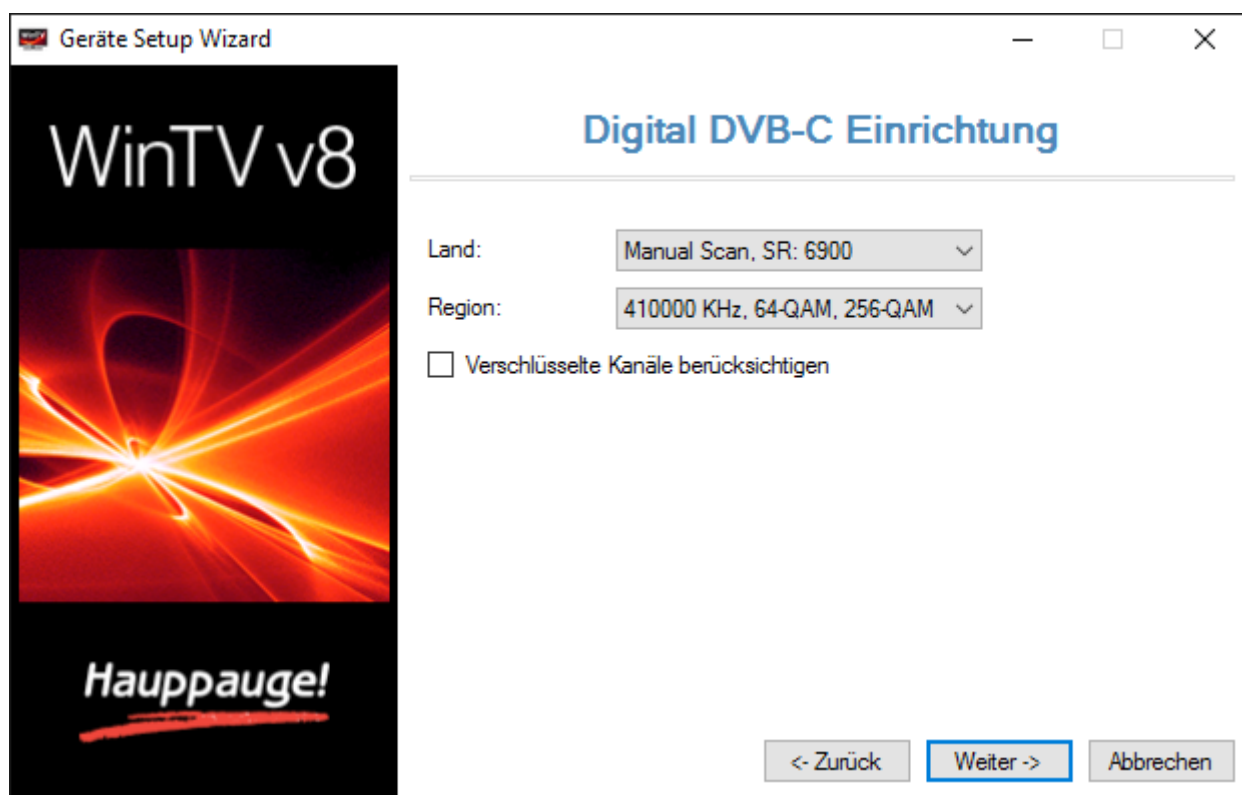 Geräte Setup Wizard
WinTV v8
Digital DVB-C Einrichtung
Land: Manual Scan, SR: 6900
Region: 410000 KHz, 64-QAM, 256-QAM
Verschlüsselte Kanäle berücksichtigen
Hauppauge!
<- Zurück Weiter -> Abbrechen